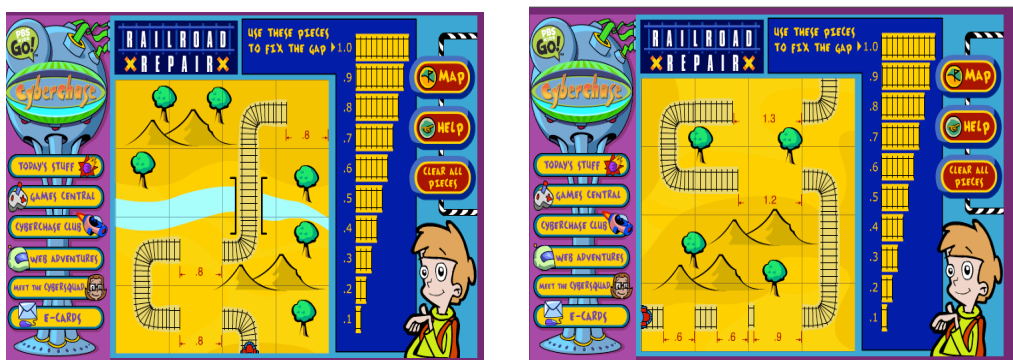 PBS
KIDS
GO!
Cyberchase
TODAY'S STUFF
GAMES CENTRAL
CYBERCHASE CLUB
WEB ADVENTURES
MEET THE CYBERSQUAD
E-CARDS
RAILROAD
REPAIR
USE THESE PIECES
TO FIX THE GAP 1.0
.9
.8
.7
.6
.5
.4
.3
.2
.1
.8
.8
.8
MAP
HELP
CLEAR ALL
PIECES
PBS
KIDS
GO!
Cyberchase
TODAY'S STUFF
GAMES CENTRAL
CYBERCHASE CLUB
WEB ADVENTURES
MEET THE CYBERSQUAD
E-CARDS
RAILROAD
REPAIR
USE THESE PIECES
TO FIX THE GAP 1.0
.9
.8
.7
.6
.5
.4
.3
.2
.1
1.3
1.2
.6 .6 .9
MAP
HELP
CLEAR ALL
PIECES